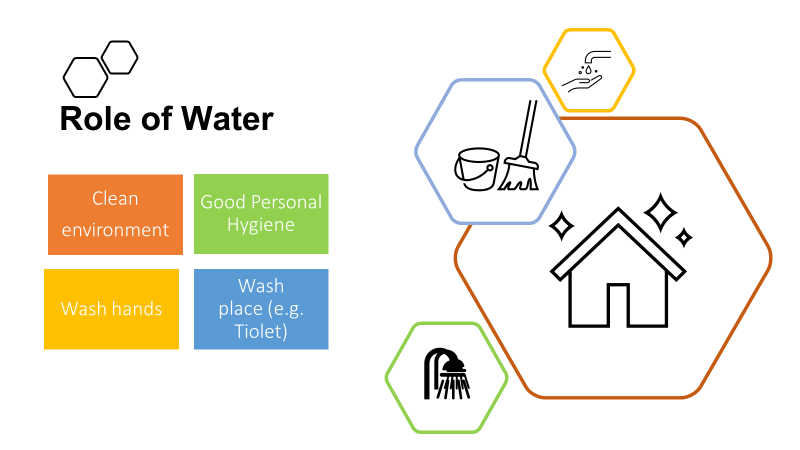 Role of Water
Clean
environment
Good Personal
Hygiene
Wash hands
Wash
place (e.g.
Tiolet)